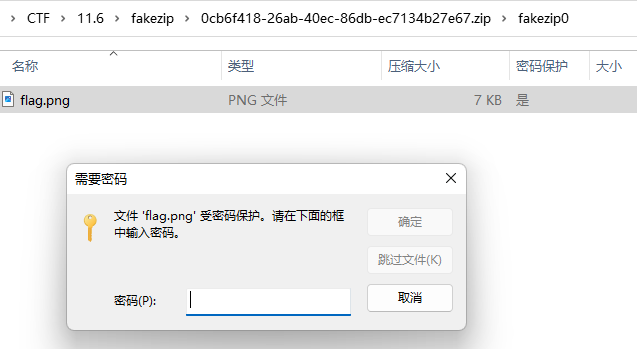 CTF > 11.6 > fakezip > 0cb6f418-26ab-40ec-86db-ec7134b27e67.zip > fakezip0
名称 类型 压缩大小 密码保护 大小
flag.png PNG 文件 7 KB 是
需要密码
文件 'flag.png' 受密码保护。请在下面的框
中输入密码。
确定
跳过文件(K)
密码(P):
取消